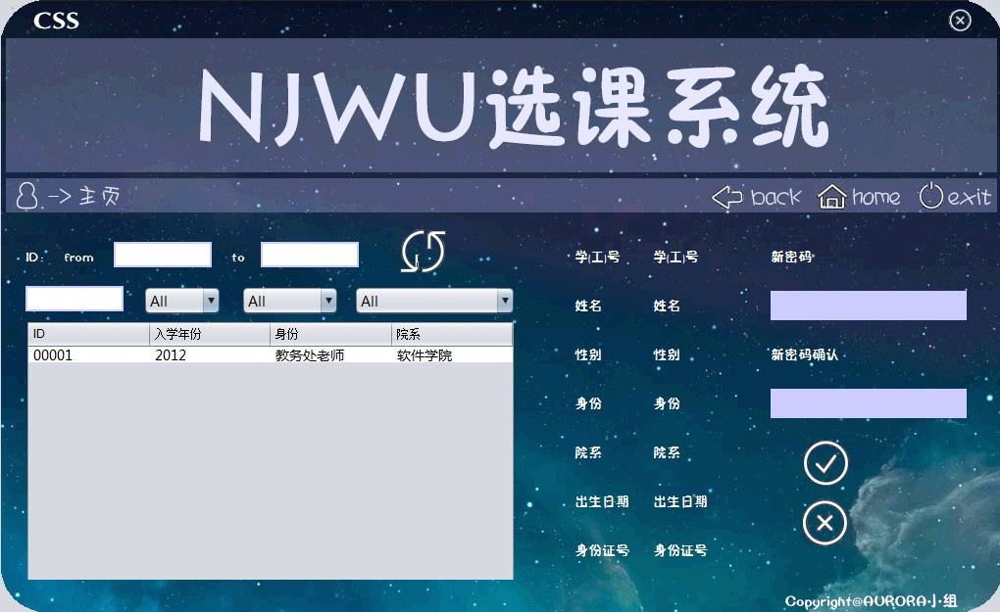 CSS
NJWU选课系统
-> 主页 back home exit
ID: from to
All All All
ID 入学年份 身份 院系
00001 2012 教务处老师 软件学院
学(工)号 学(工)号 新密码
姓名 姓名
性别 性别 新密码确认
身份 身份
院系 院系
出生日期 出生日期
身份证号 身份证号
Copyright@AURORA小组